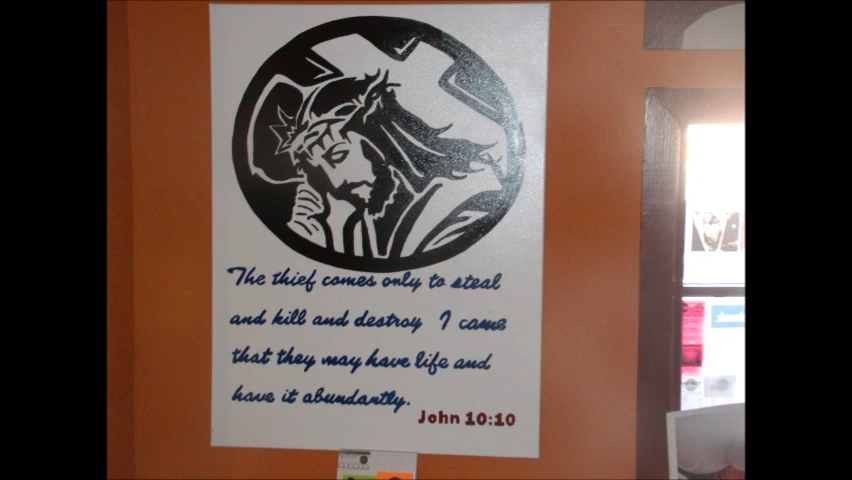 The thief comes only to steal
and kill and destroy I came
that they may have life and
have it abundantly.
John 10:10